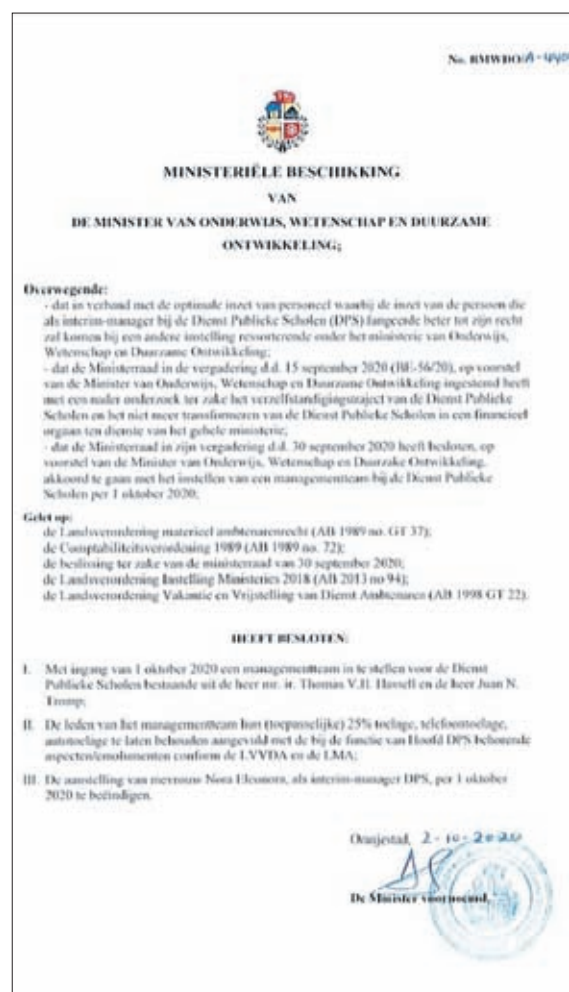 No. BMWDO/A-440
MINISTERIËLE BESCHIKKING
VAN
DE MINISTER VAN ONDERWIJS, WETENSCHAP EN DUURZAME
ONTWIKKELING;
Overwegende:
- dat in verband met de optimale inzet van personeel waarbij de inzet van de persoon die
als interim-manager bij de Dienst Publieke Scholen (DPS) fungeerde beter tot zijn recht
zal komen bij een andere instelling ressorterende onder het ministerie van Onderwijs,
Wetenschap en Duurzame Ontwikkeling;
- dat de Ministerraad in de vergadering d.d. 15 september 2020 (BE-56/20), op voorstel
van de Minister van Onderwijs, Wetenschap en Duurzame Ontwikkeling ingestemd heeft
met een nader onderzoek ter zake het verzelfstandigingstraject van de Dienst Publieke
Scholen en het niet meer transformeren van de Dienst Publieke Scholen in een financieel
orgaan ten dienste van het gehele ministerie;
- dat de Ministerraad in zijn vergadering d.d. 30 september 2020 heeft besloten, op
voorstel van de Minister van Onderwijs, Wetenschap en Duurzake Ontwikkeling,
akkoord te gaan met het instellen van een managementteam bij de Dienst Publieke
Scholen per 1 oktober 2020;
Gelet op:
de Landsverordening materieel ambtenarenrecht (AB 1989 no. GT 37);
de Comptabiliteitsverordening 1989 (AB 1989 no. 72);
de beslissing ter zake van de ministerraad van 30 september 2020;
de Landsverordening Instelling Ministeries 2018 (AB 2013 no 94);
de Landsverordening Vakantie en Vrijstelling van Dienst Ambtenaren (AB 1998 GT 22).
HEEFT BESLOTEN:
I. Met ingang van 1 oktober 2020 een managementteam in te stellen voor de Dienst
Publieke Scholen bestaande uit de heer mr. ir. Thomas V.H. Hassell en de heer Juan N.
Tromp;
II. De leden van het managementteam hun (toepasselijke) 25% toelage, telefoontoelage,
autotoelage te laten behouden aangevuld met de bij de functie van Hoofd DPS behorende
aspecten/emolumenten conform de LVVDA en de LMA;
III. De aanstelling van mevrouw Nora Eleonora, als interim-manager DPS, per 1 oktober
2020 te beëindigen.
Oranjestad, 2-10-2020
De Minister voornoemd,